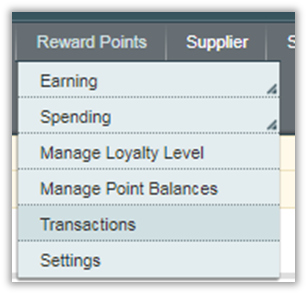 Reward Points Supplier S
Earning
Spending
Manage Loyalty Level
Manage Point Balances
Transactions
Settings